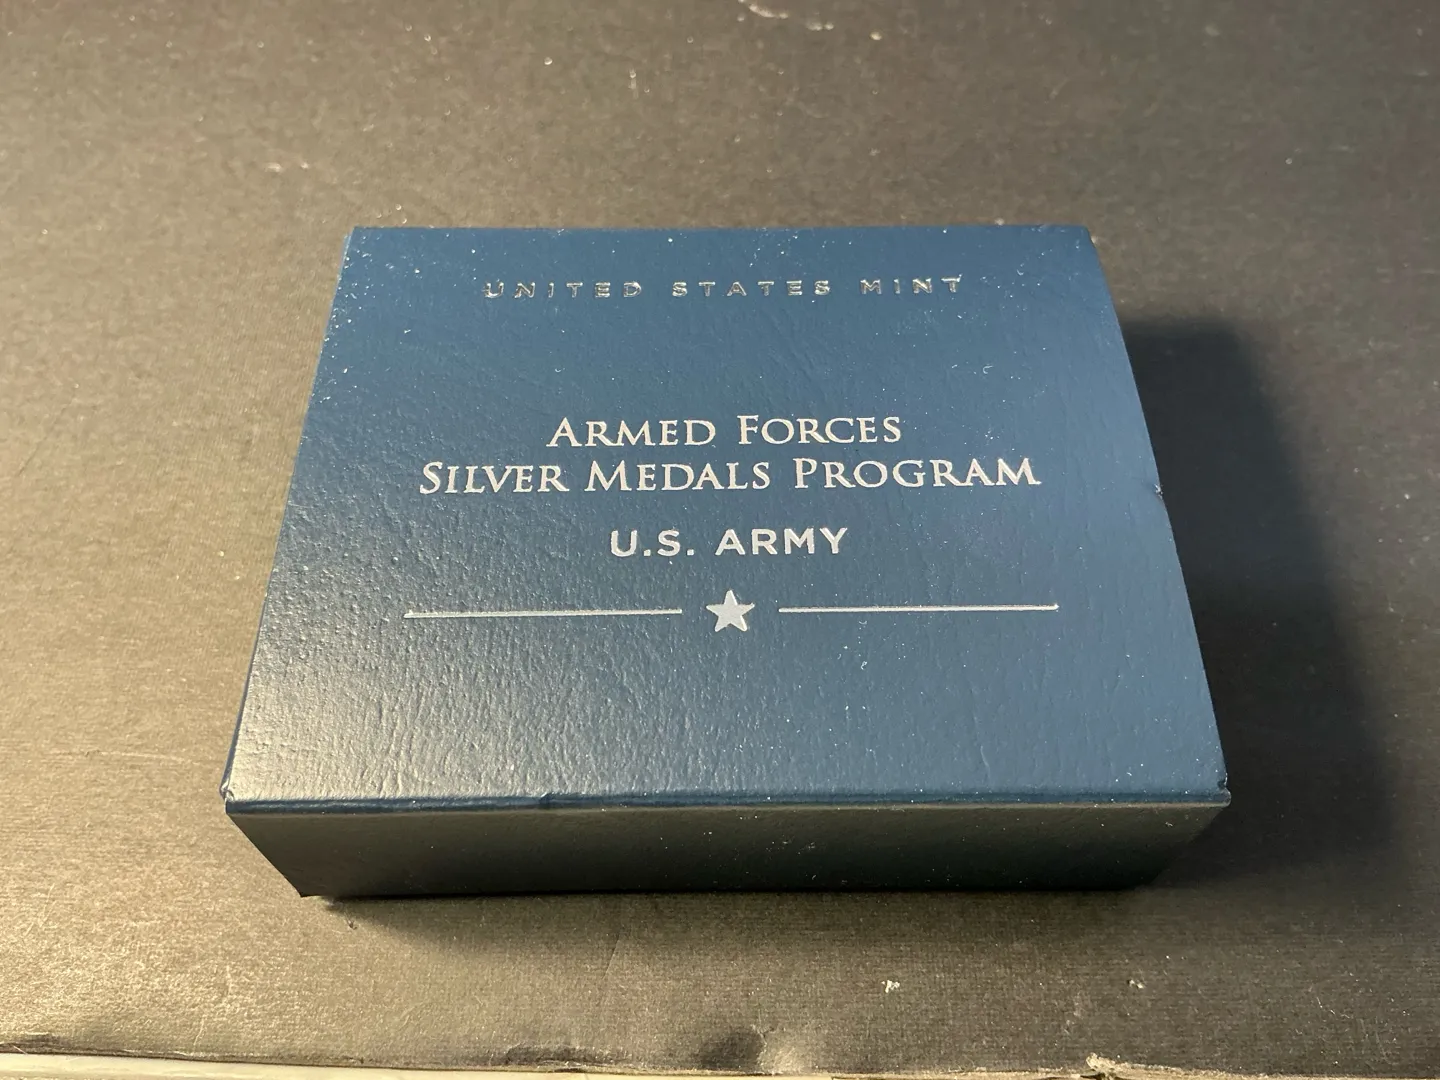 UNITED STATES MINT
ARMED FORCES
SILVER MEDALS PROGRAM
U.S. ARMY